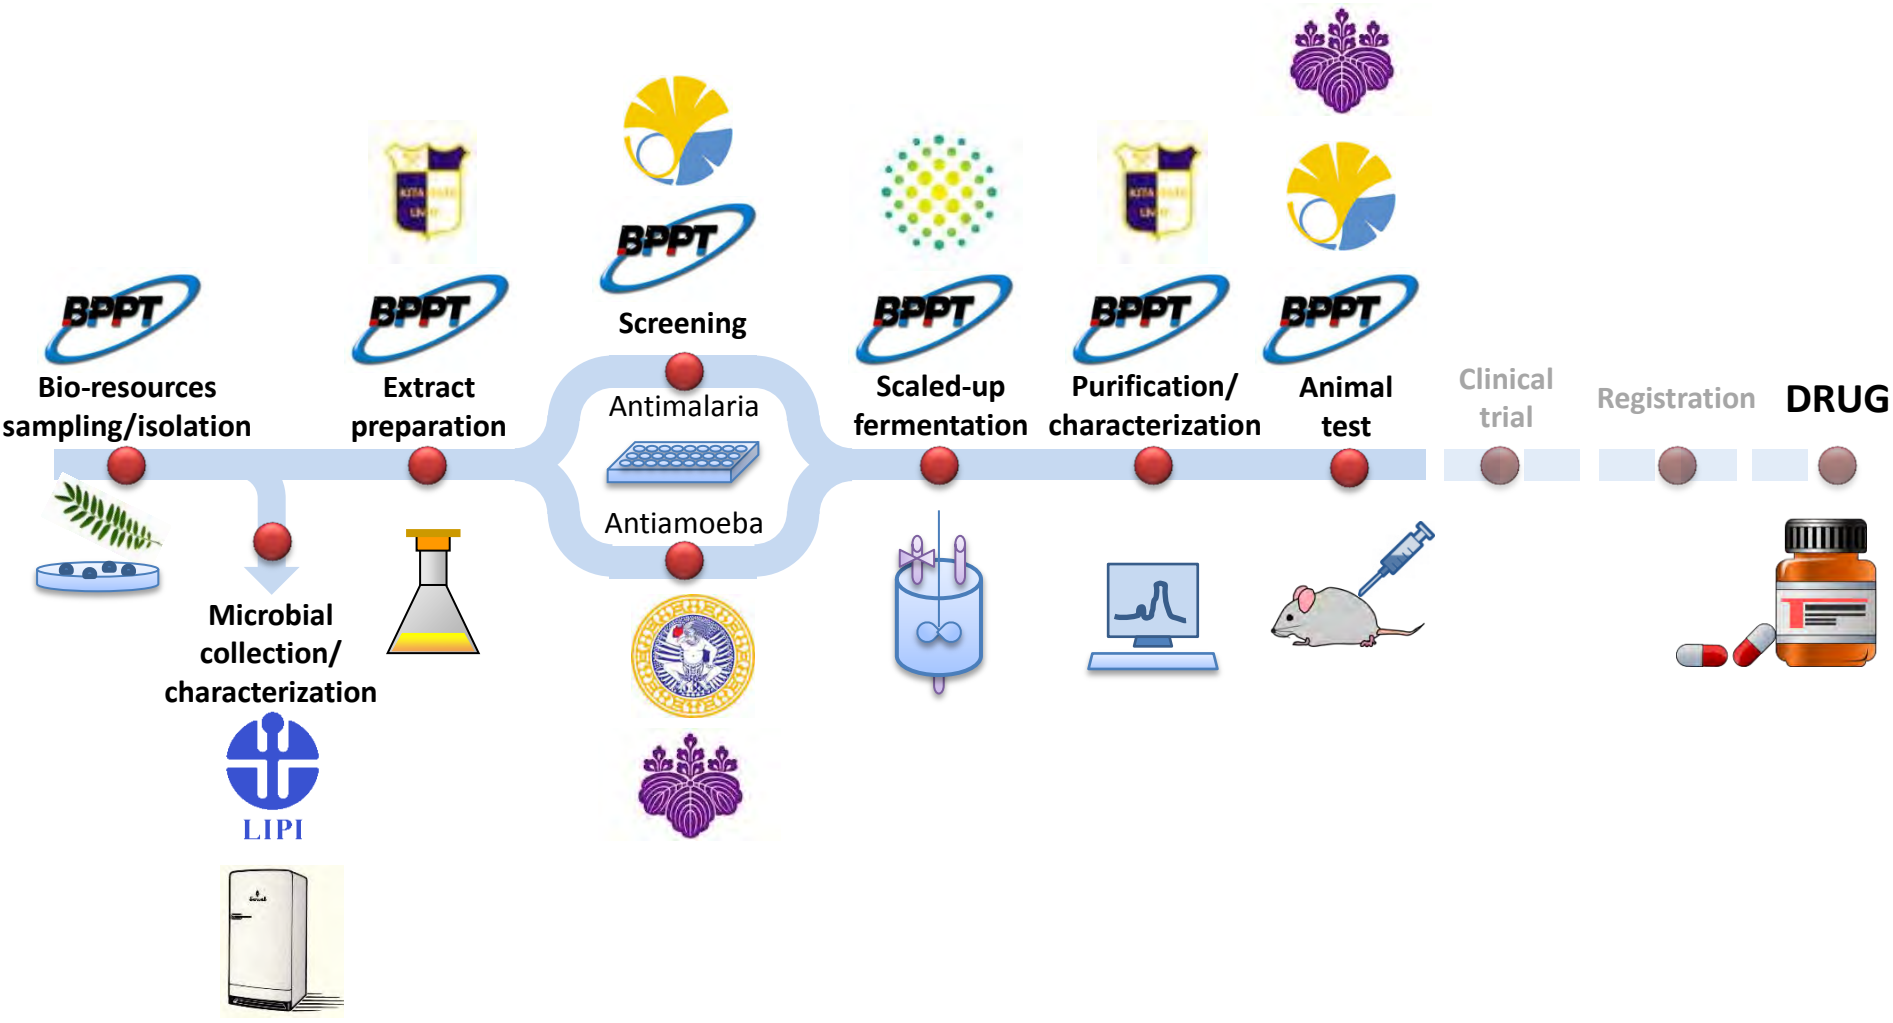 BPPT
Bio-resources
sampling/isolation
Microbial
collection/
characterization
LIPI
BPPT
Extract
preparation
BPPT
Screening
Antimalaria
Antiamoeba
BPPT
Scaled-up
fermentation
BPPT
Purification/
characterization
BPPT
Animal
test
Clinical
trial
Registration
DRUG